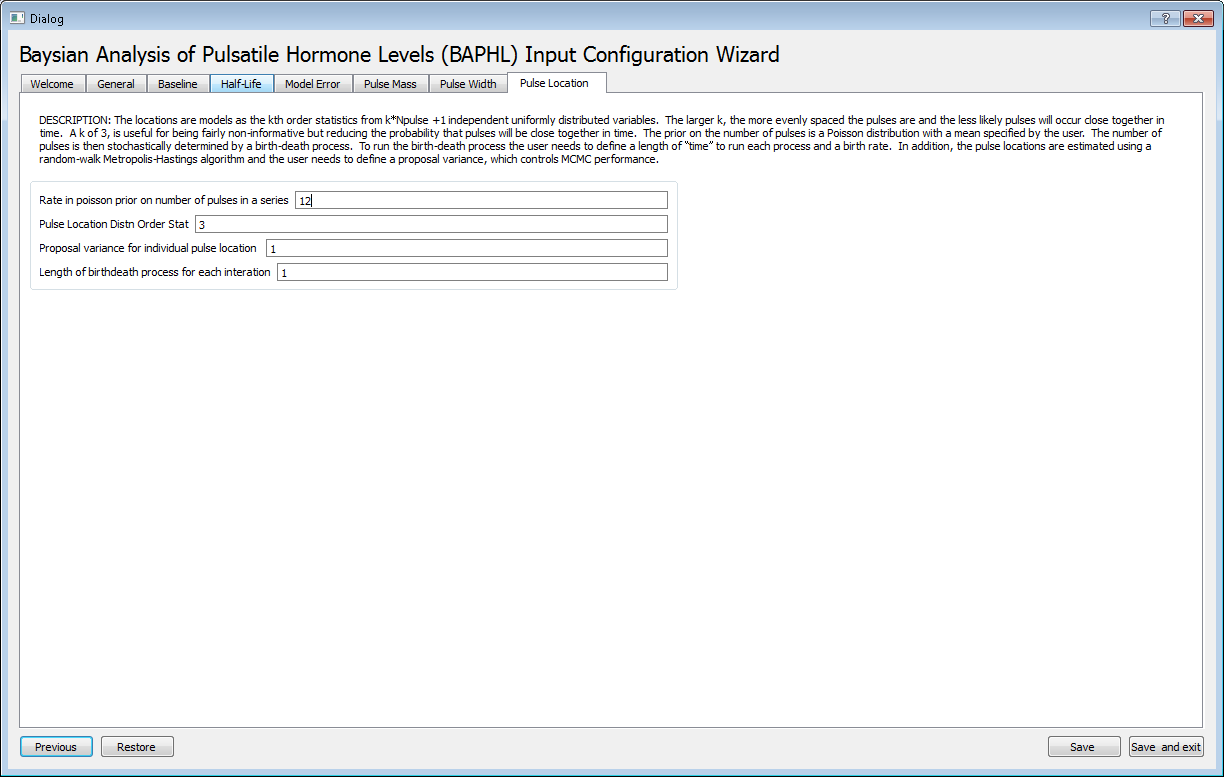 Dialog
?
Baysian Analysis of Pulsatile Hormone Levels (BAPHL) Input Configuration Wizard
Welcome General Baseline Half-Life Model Error Pulse Mass Pulse Width Pulse Location
DESCRIPTION: The locations are models as the kth order statistics from k*Npulse +1 independent uniformly distributed variables. The larger k, the more evenly spaced the pulses are and the less likely pulses will occur close together in
time. A k of 3, is useful for being fairly non-informative but reducing the probability that pulses will be close together in time. The prior on the number of pulses is a Poisson distribution with a mean specified by the user. The number of
pulses is then stochastically determined by a birth-death process. To run the birth-death process the user needs to define a length of "time" to run each process and a birth rate. In addition, the pulse locations are estimated using a
random-walk Metropolis-Hastings algorithm and the user needs to define a proposal variance, which controls MCMC performance.
Rate in poisson prior on number of pulses in a series 12
Pulse Location Distn Order Stat 3
Proposal variance for individual pulse location 1
Length of birthdeath process for each interation 1
Previous Restore Save Save and exit